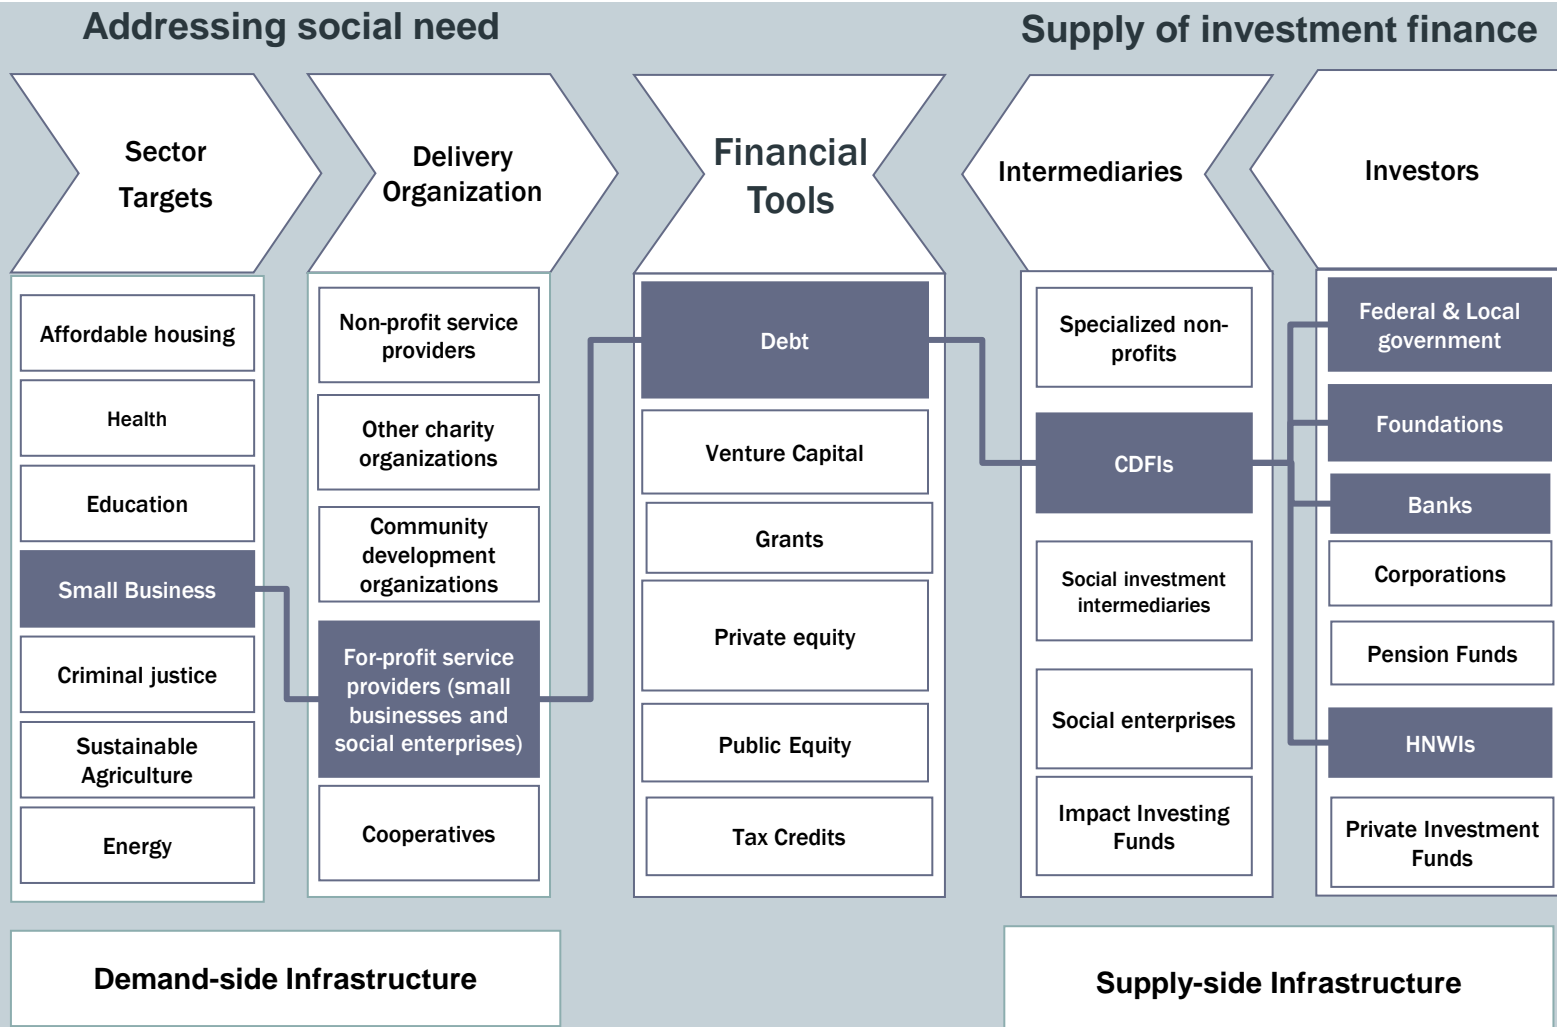 Addressing social need
Supply of investment finance
Sector
Targets
Delivery
Organization
Financial
Tools
Intermediaries
Investors
Affordable housing
Health
Education
Small Business
Criminal justice
Sustainable
Agriculture
Energy
Non-profit service
providers
Other charity
organizations
Community
development
organizations
For-profit service
providers (small
businesses and
social enterprises)
Cooperatives
Debt
Venture Capital
Grants
Private equity
Public Equity
Tax Credits
Specialized non-
profits
CDFIs
Social investment
intermediaries
Social enterprises
Impact Investing
Funds
Federal & Local
government
Foundations
Banks
Corporations
Pension Funds
HNWIs
Private Investment
Funds
Demand-side Infrastructure
Supply-side Infrastructure